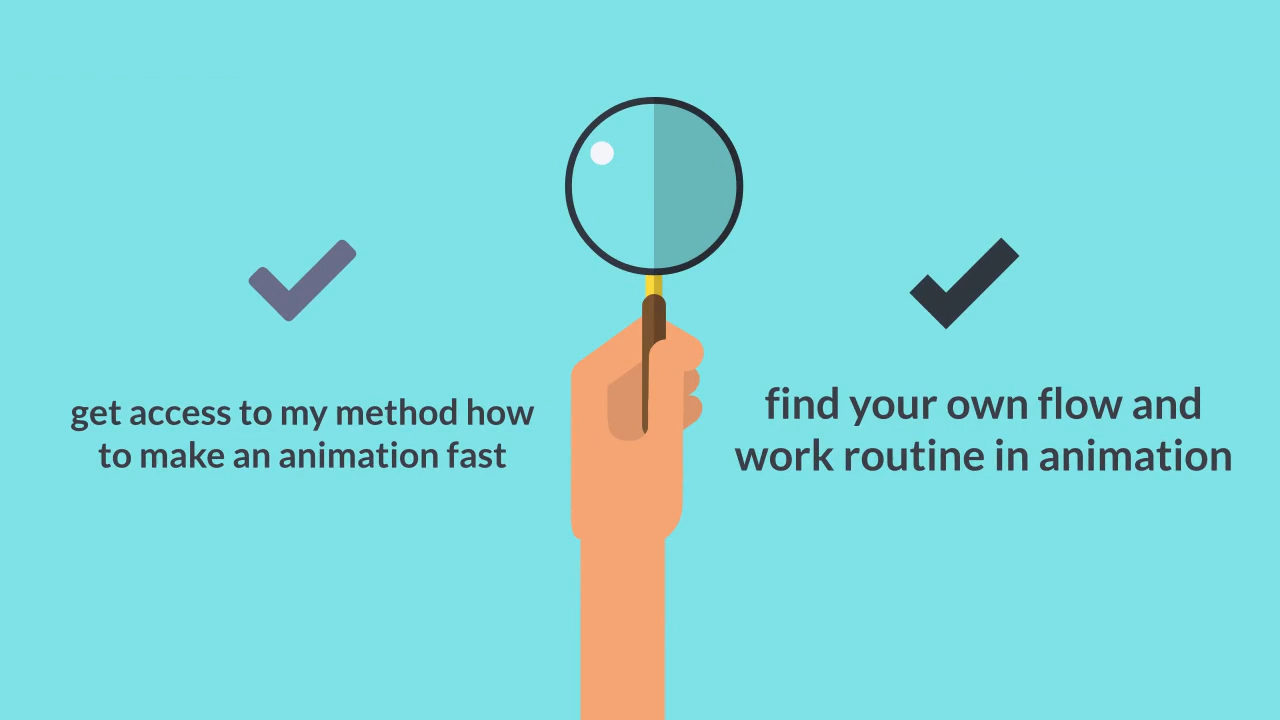 get access to my method how
to make an animation fast
find your own flow and
work routine in animation